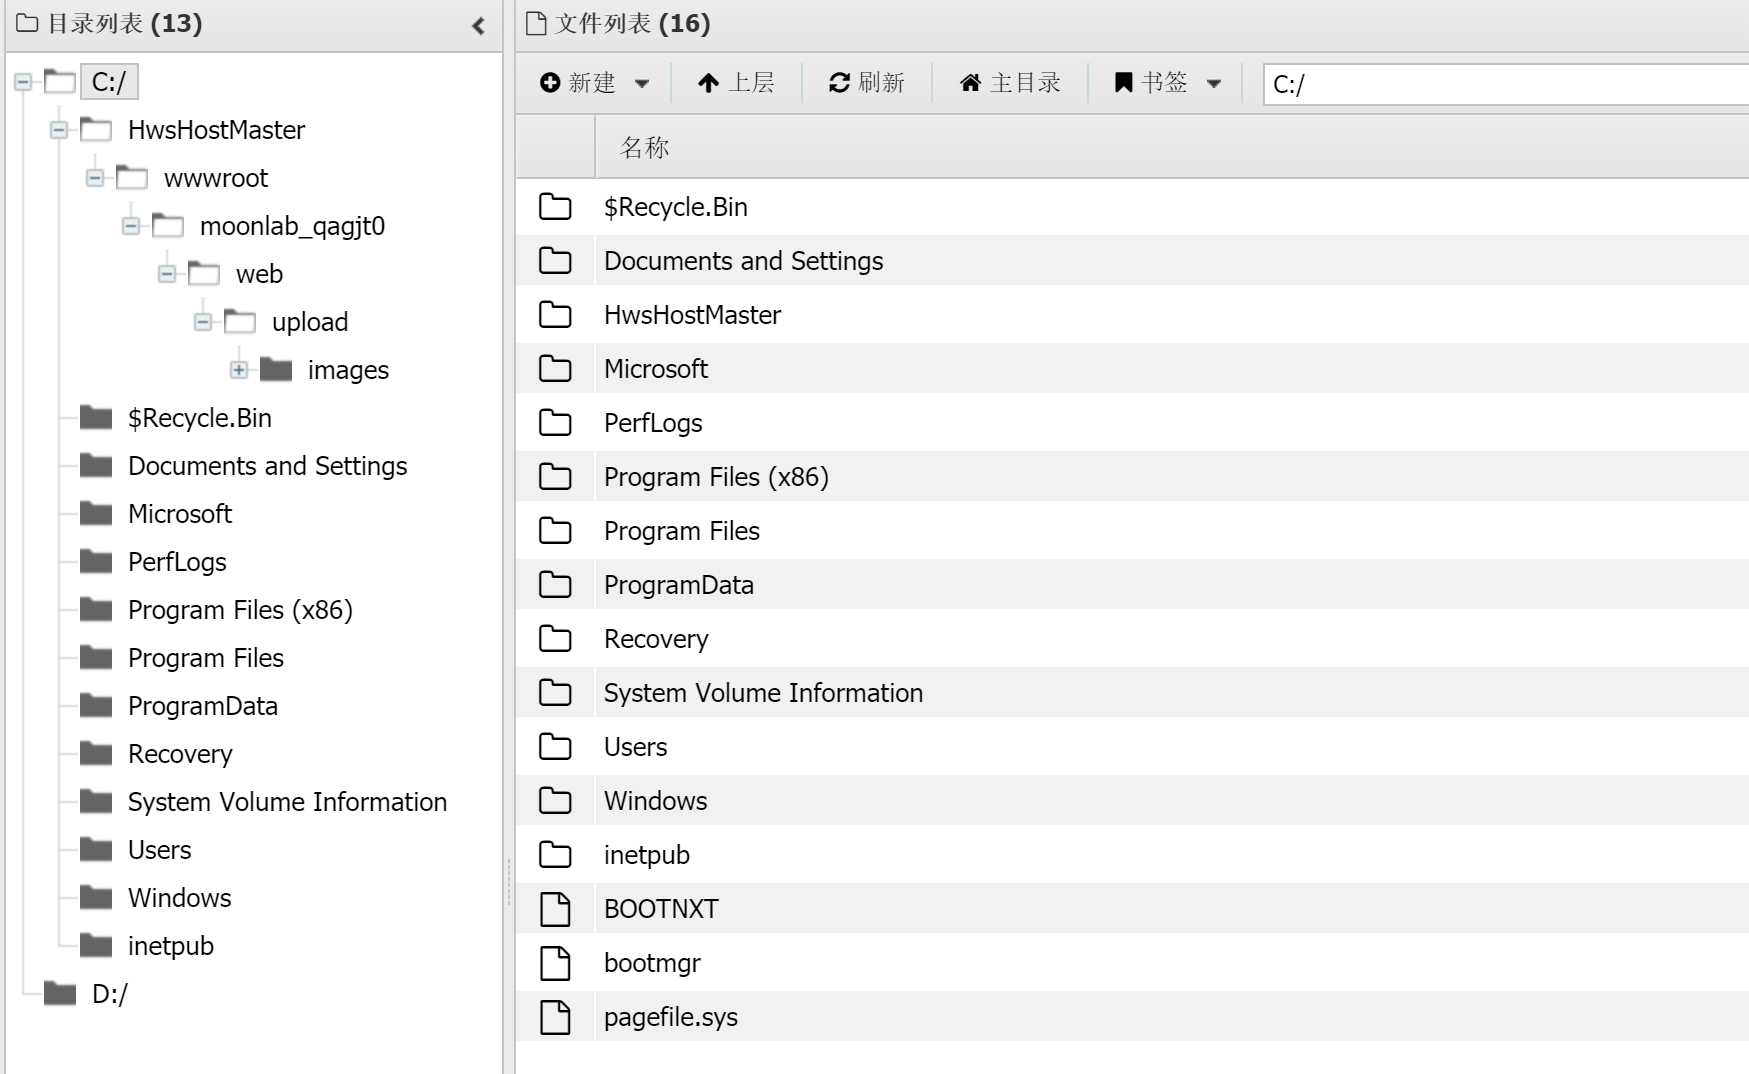 目录列表 (13)
C:/
HwsHostMaster
wwwroot
moonlab_qagjt0
web
upload
images
$Recycle.Bin
Documents and Settings
Microsoft
PerfLogs
Program Files (x86)
Program Files
ProgramData
Recovery
System Volume Information
Users
Windows
inetpub
D:/
文件列表 (16)
新建 上层 刷新 主目录 书签 C:/
名称
$Recycle.Bin
Documents and Settings
HwsHostMaster
Microsoft
PerfLogs
Program Files (x86)
Program Files
ProgramData
Recovery
System Volume Information
Users
Windows
inetpub
BOOTNXT
bootmgr
pagefile.sys